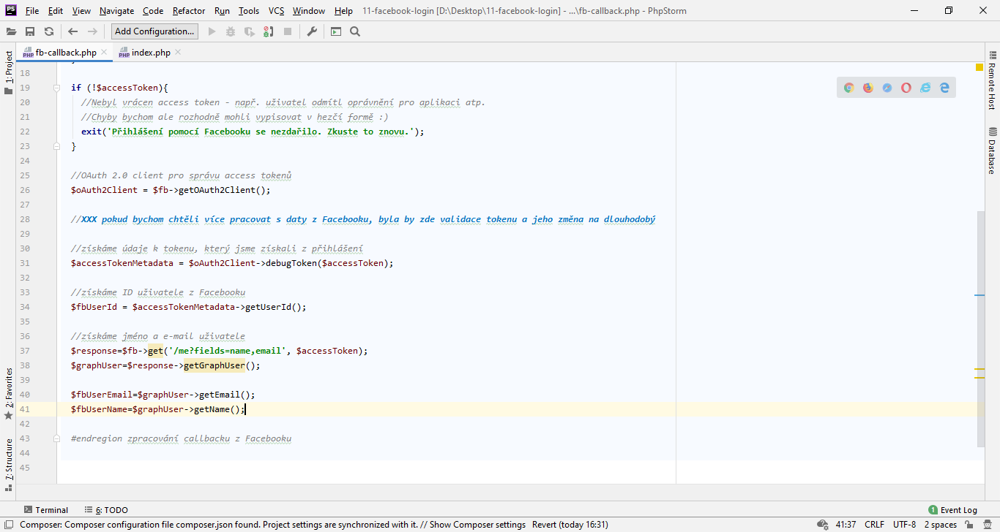 PS File Edit View Navigate Code Refactor Run Tools VCS Window Help 11-facebook-login [D:\Desktop\11-facebook-login] - ...\fb-callback.php - PhpStorm
Add Configuration...
fb-callback.php index.php
1: Project
18
19 if (!$accessToken){
20 //Nebyl vrácen access token - např. uživatel odmítl oprávnění pro aplikaci atp.
21 //Chyby bychom ale rozhodně mohli vypisovat v hezčí formě :)
22 exit('Přihlášení pomocí Facebooku se nezdařilo. Zkuste to znovu.');
23 }
24
25 //OAuth 2.0 client pro správu access tokenů
26 $oAuth2Client = $fb->getOAuth2Client();
27
28 //XXX pokud bychom chtěli více pracovat s daty z Facebooku, byla by zde validace tokenu a jeho změna na dlouhodobý
29
30 //získáme údaje k tokenu, který jsme získali z přihlášení
31 $accessTokenMetadata = $oAuth2Client->debugToken($accessToken);
32
33 //získáme ID uživatele z Facebooku
34 $fbUserId = $accessTokenMetadata->getUserId();
35
36 //získáme jméno a e-mail uživatele
37 $response=$fb->get('/me?fields=name,email', $accessToken);
38 $graphUser=$response->getGraphUser();
39
40 $fbUserEmail=$graphUser->getEmail();
41 $fbUserName=$graphUser->getName();
42
43 #endregion zpracování callbacku z Facebooku
44
45
2: Favorites
7: Structure
Remote Host
Database
Terminal 6: TODO 1 Event Log
Composer: Composer configuration file composer.json found. Project settings are synchronized with it. // Show Composer settings Revert (today 16:31) 41:37 CRLF UTF-8 2 spaces